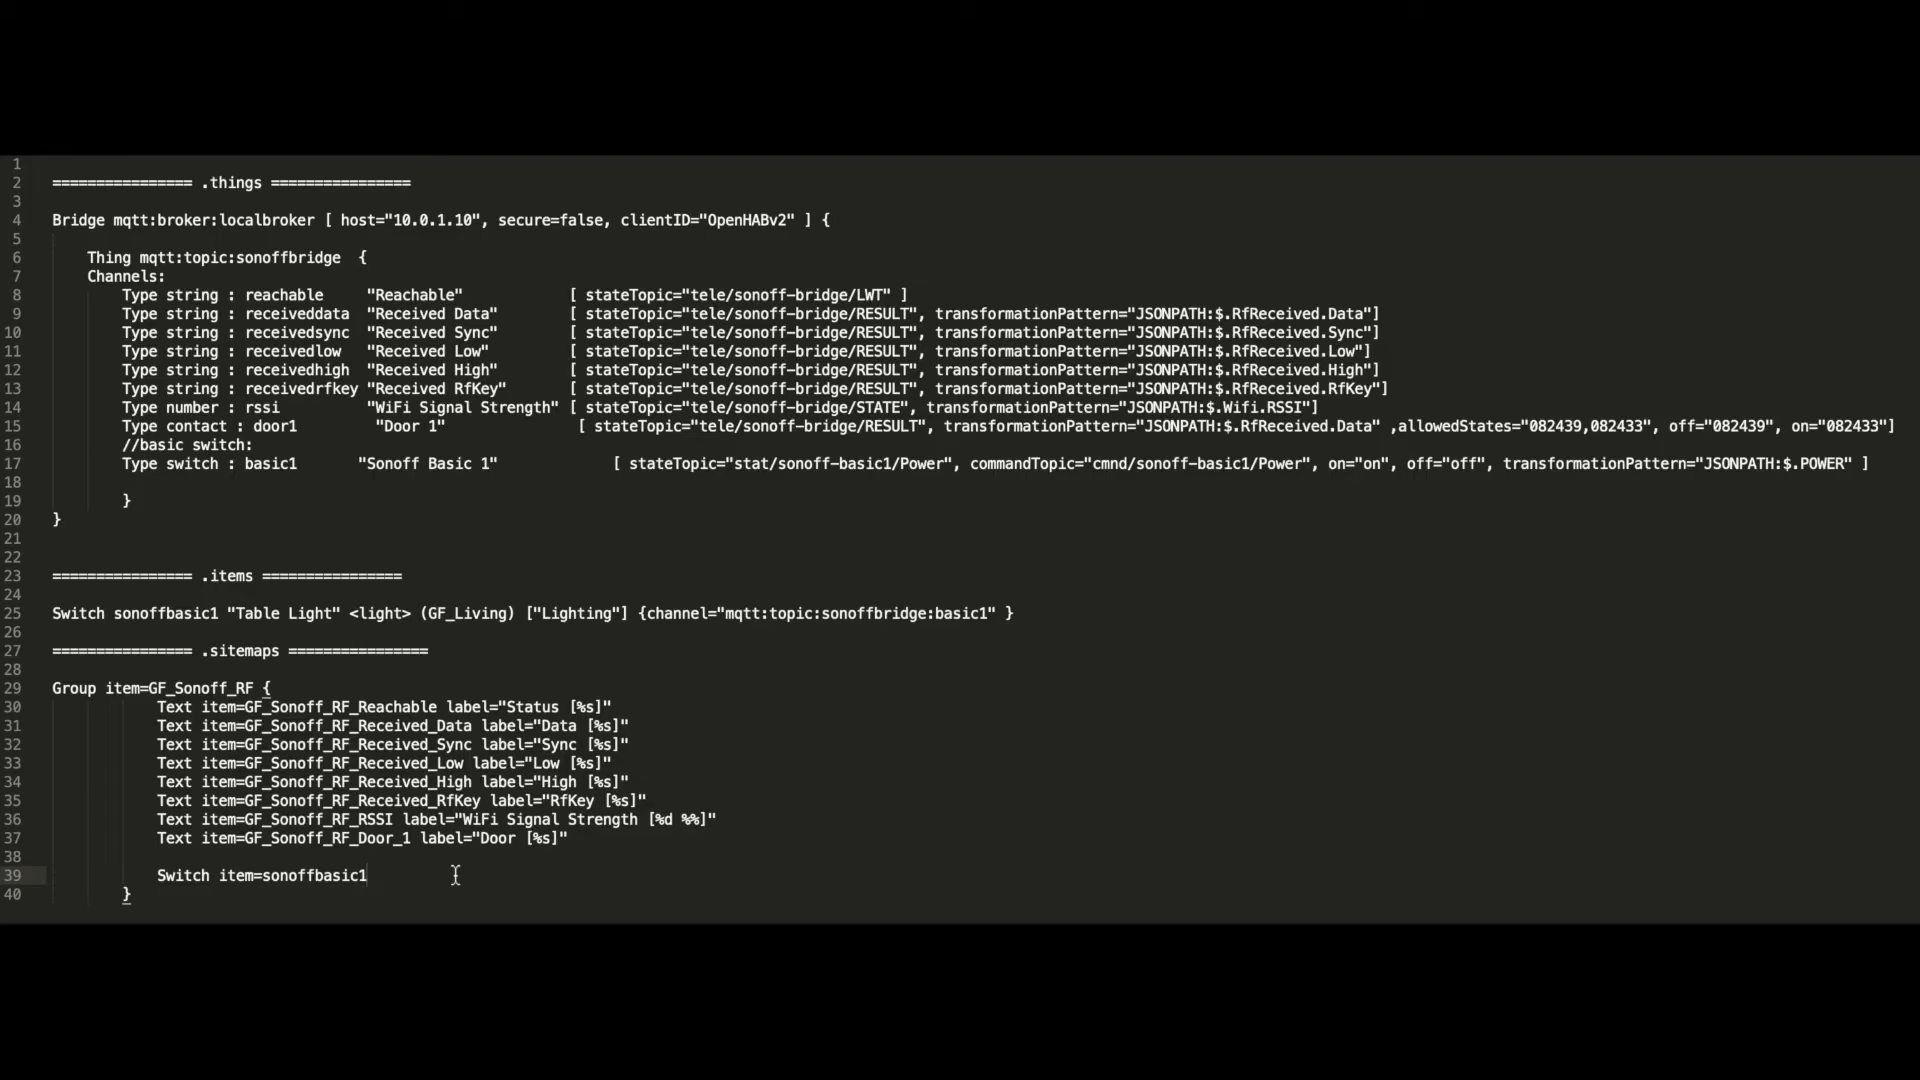 1
2 ================ .things ================
3
4 Bridge mqtt:broker:localbroker [ host="10.0.1.10", secure=false, clientID="OpenHABv2" ] {
5
6 Thing mqtt:topic:sonoffbridge {
7 Channels:
8 Type string : reachable "Reachable" [ stateTopic="tele/sonoff-bridge/LWT" ]
9 Type string : receiveddata "Received Data" [ stateTopic="tele/sonoff-bridge/RESULT", transformationPattern="JSONPATH:$.RfReceived.Data"]
10 Type string : receivedsync "Received Sync" [ stateTopic="tele/sonoff-bridge/RESULT", transformationPattern="JSONPATH:$.RfReceived.Sync"]
11 Type string : receivedlow "Received Low" [ stateTopic="tele/sonoff-bridge/RESULT", transformationPattern="JSONPATH:$.RfReceived.Low"]
12 Type string : receivedhigh "Received High" [ stateTopic="tele/sonoff-bridge/RESULT", transformationPattern="JSONPATH:$.RfReceived.High"]
13 Type string : receivedrfkey "Received RfKey" [ stateTopic="tele/sonoff-bridge/RESULT", transformationPattern="JSONPATH:$.RfReceived.RfKey"]
14 Type number : rssi "WiFi Signal Strength" [ stateTopic="tele/sonoff-bridge/STATE", transformationPattern="JSONPATH:$.Wifi.RSSI"]
15 Type contact : door1 "Door 1" [ stateTopic="tele/sonoff-bridge/RESULT", transformationPattern="JSONPATH:$.RfReceived.Data" ,allowedStates="082439,082433", off="082439", on="082433"]
16 //basic switch:
17 Type switch : basic1 "Sonoff Basic 1" [ stateTopic="stat/sonoff-basic1/Power", commandTopic="cmnd/sonoff-basic1/Power", on="on", off="off", transformationPattern="JSONPATH:$.POWER" ]
18
19 }
20 }
21
22
23 ================ .items ================
24
25 Switch sonoffbasic1 "Table Light" <light> (GF_Living) ["Lighting"] {channel="mqtt:topic:sonoffbridge:basic1" }
26
27 ================ .sitemaps ================
28
29 Group item=GF_Sonoff_RF {
30 Text item=GF_Sonoff_RF_Reachable label="Status [%s]"
31 Text item=GF_Sonoff_RF_Received_Data label="Data [%s]"
32 Text item=GF_Sonoff_RF_Received_Sync label="Sync [%s]"
33 Text item=GF_Sonoff_RF_Received_Low label="Low [%s]"
34 Text item=GF_Sonoff_RF_Received_High label="High [%s]"
35 Text item=GF_Sonoff_RF_Received_RfKey label="RfKey [%s]"
36 Text item=GF_Sonoff_RF_RSSI label="WiFi Signal Strength [%d %%]"
37 Text item=GF_Sonoff_RF_Door_1 label="Door [%s]"
38
39 Switch item=sonoffbasic1
40 }